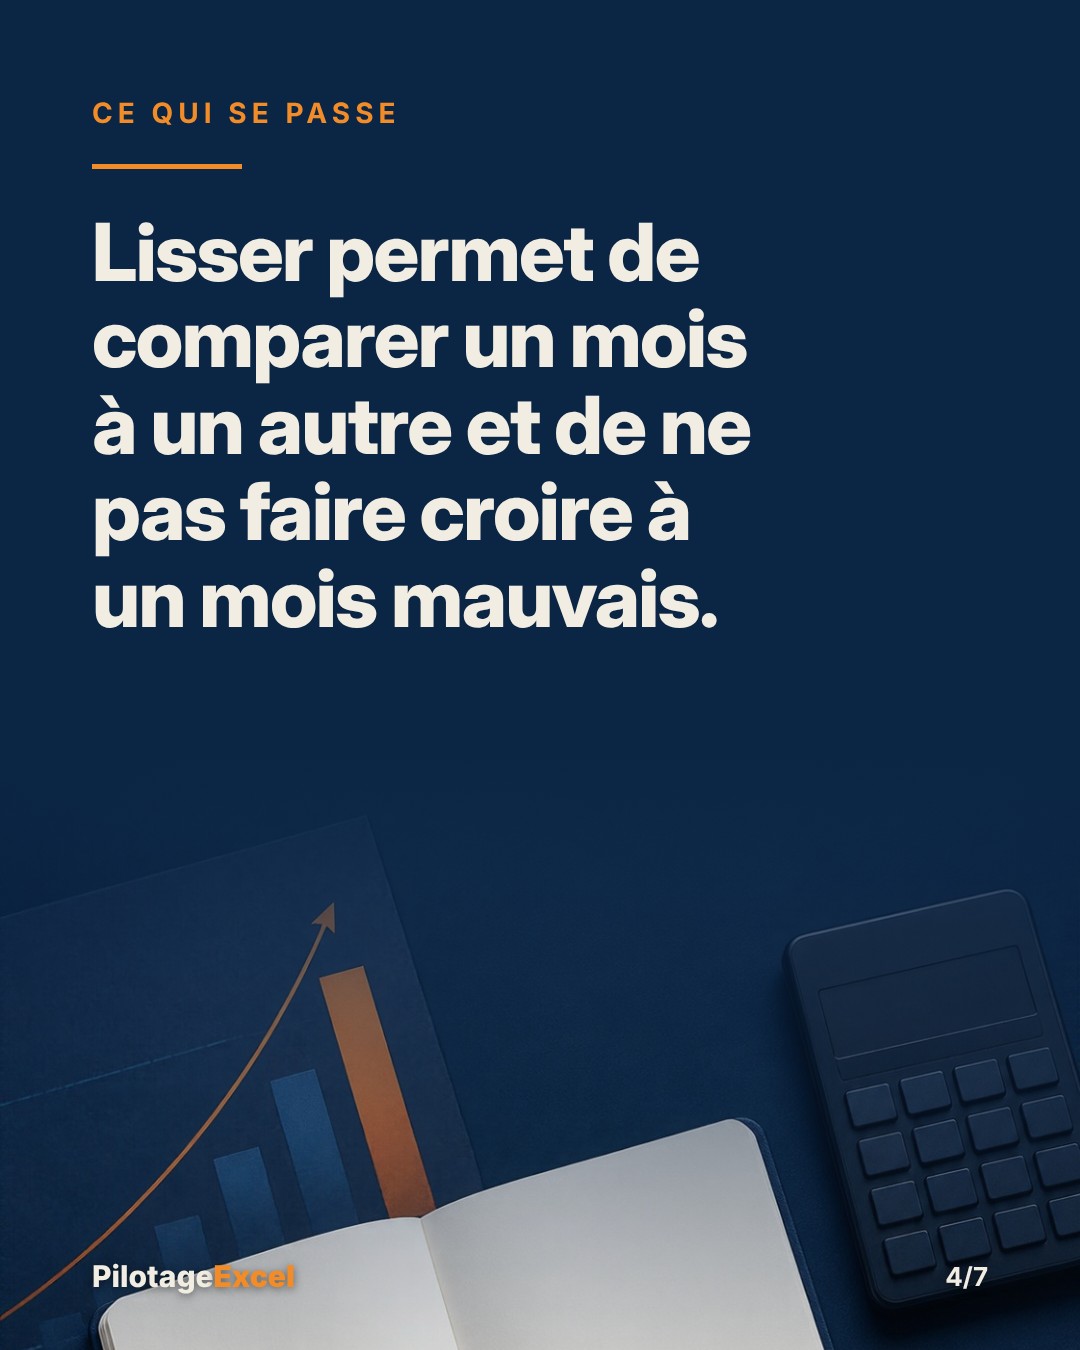 CE QUI SE PASSE
Lisser permet de
comparer un mois
à un autre et de ne
pas faire croire à
un mois mauvais.
PilotageExcel
4/7